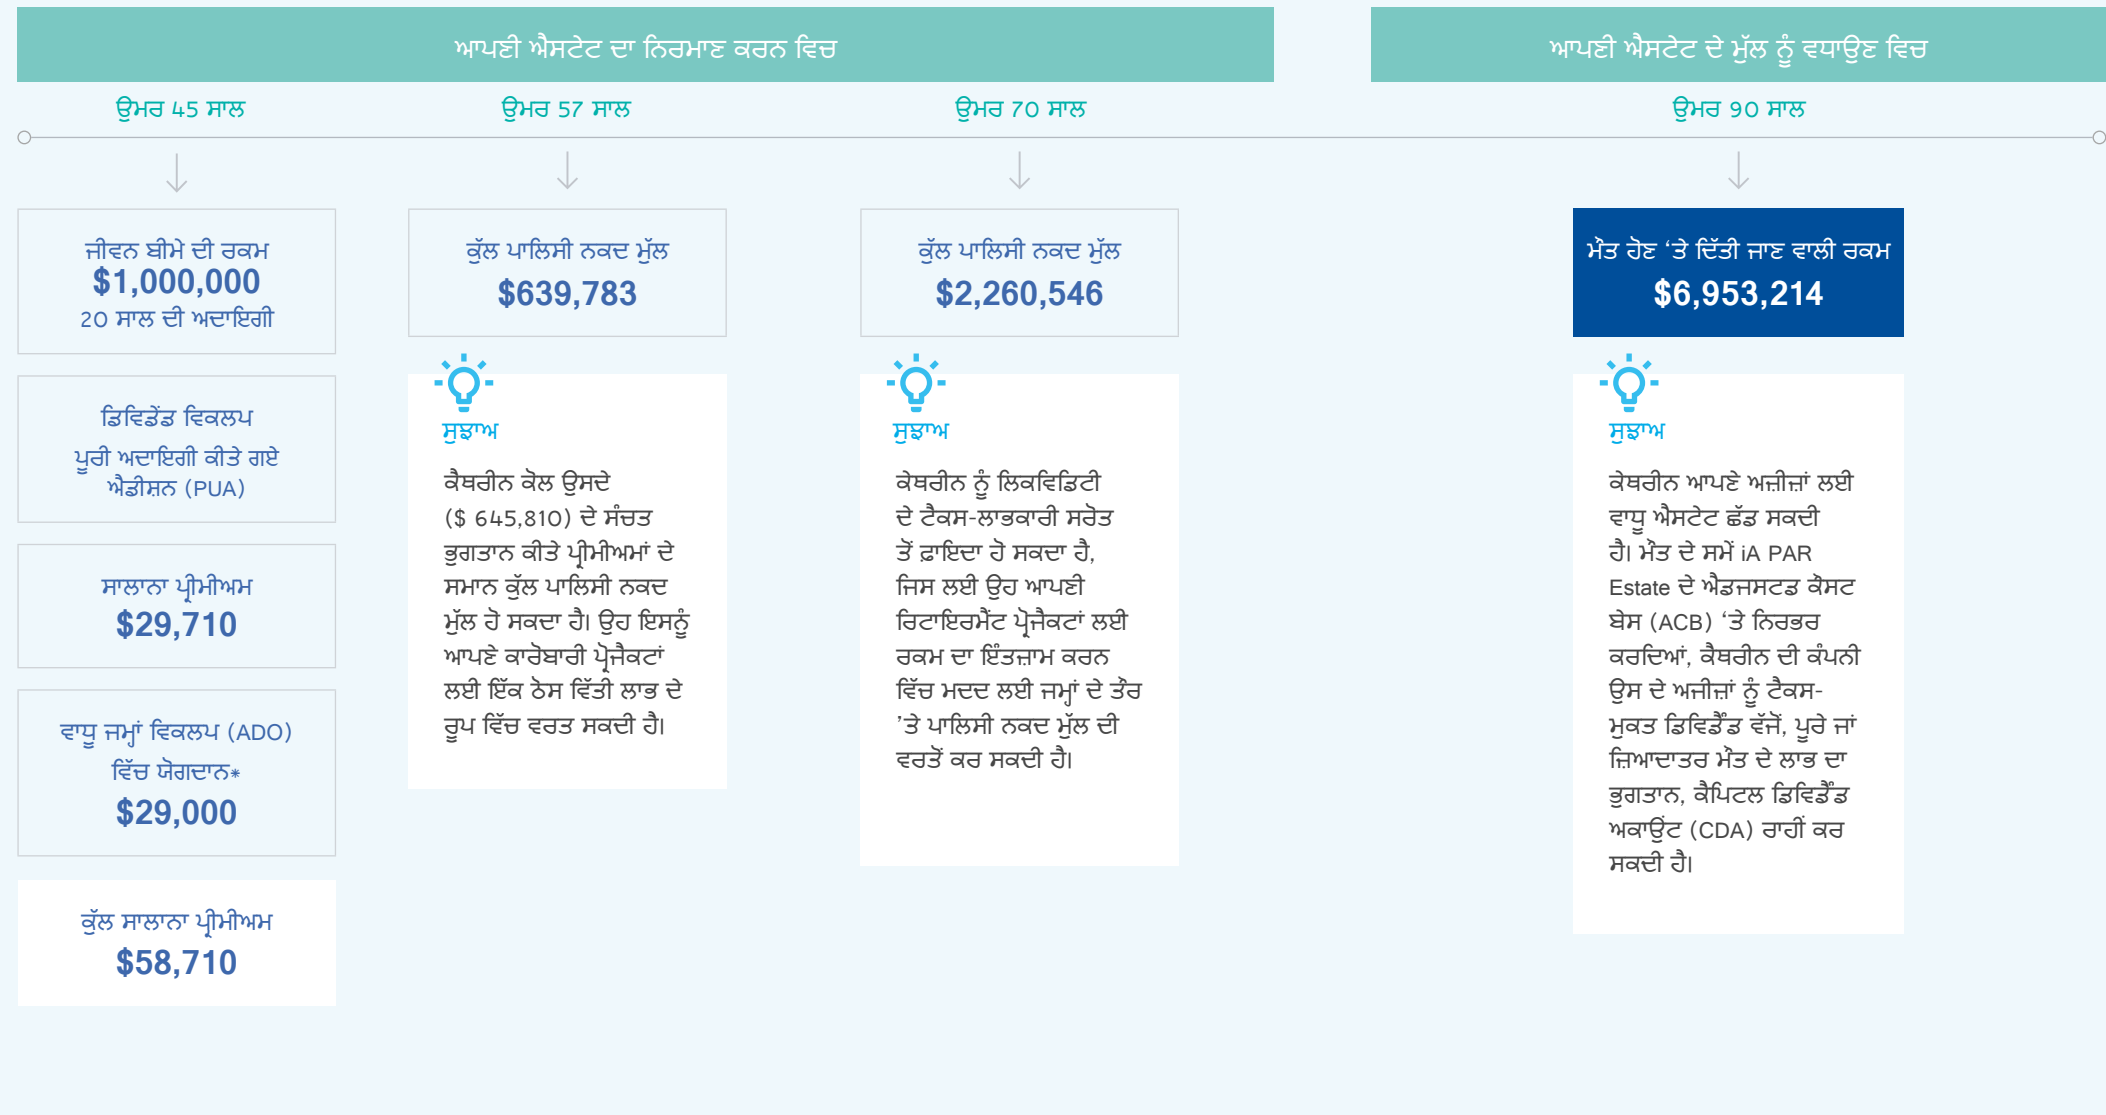 ਆਪਣੀ ਐਸਟੇਟ ਦਾ ਨਿਰਮਾਣ ਕਰਨ ਵਿਚ
ਆਪਣੀ ਐਸਟੇਟ ਦੇ ਮੁੱਲ ਨੂੰ ਵਧਾਉਣ ਵਿਚ
ਉਮਰ 45 ਸਾਲ
ਉਮਰ 57 ਸਾਲ
ਉਮਰ 70 ਸਾਲ
ਉਮਰ 90 ਸਾਲ
ਜੀਵਨ ਬੀਮੇ ਦੀ ਰਕਮ
$1,000,000
20 ਸਾਲ ਦੀ ਅਦਾਇਗੀ
ਡਿਵਿਡੇਂਡ ਵਿਕਲਪ
ਪੂਰੀ ਅਦਾਇਗੀ ਕੀਤੇ ਗਏ
ਐਡੀਸ਼ਨ (PUA)
ਸਾਲਾਨਾ ਪ੍ਰੀਮੀਅਮ
$29,710
ਵਾਧੂ ਜਮ੍ਹਾਂ ਵਿਕਲਪ (ADO)
ਵਿੱਚ ਯੋਗਦਾਨ*
$29,000
ਕੁੱਲ ਸਾਲਾਨਾ ਪ੍ਰੀਮੀਅਮ
$58,710
ਕੁੱਲ ਪਾਲਿਸੀ ਨਕਦ ਮੁੱਲ
$639,783
ਸੁਝਾਅ
ਕੈਥਰੀਨ ਕੋਲ ਉਸਦੇ
($ 645,810) ਦੇ ਸੰਚਤ
ਭੁਗਤਾਨ ਕੀਤੇ ਪ੍ਰੀਮੀਅਮਾਂ ਦੇ
ਸਮਾਨ ਕੁੱਲ ਪਾਲਿਸੀ ਨਕਦ
ਮੁੱਲ ਹੋ ਸਕਦਾ ਹੈ। ਉਹ ਇਸਨੂੰ
ਆਪਣੇ ਕਾਰੋਬਾਰੀ ਪ੍ਰੋਜੈਕਟਾਂ
ਲਈ ਇੱਕ ਠੋਸ ਵਿੱਤੀ ਲਾਭ ਦੇ
ਰੂਪ ਵਿੱਚ ਵਰਤ ਸਕਦੀ ਹੈ।
ਕੁੱਲ ਪਾਲਿਸੀ ਨਕਦ ਮੁੱਲ
$2,260,546
ਸੁਝਾਅ
ਕੇਥਰੀਨ ਨੂੰ ਲਿਕਵਿਡਿਟੀ
ਦੇ ਟੈਕਸ-ਲਾਭਕਾਰੀ ਸਰੋਤ
ਤੋਂ ਫ਼ਾਇਦਾ ਹੋ ਸਕਦਾ ਹੈ,
ਜਿਸ ਲਈ ਉਹ ਆਪਣੀ
ਰਿਟਾਇਰਮੈਂਟ ਪ੍ਰੋਜੈਕਟਾਂ ਲਈ
ਰਕਮ ਦਾ ਇੰਤਜ਼ਾਮ ਕਰਨ
ਵਿੱਚ ਮਦਦ ਲਈ ਜਮ੍ਹਾਂ ਦੇ ਤੌਰ
’ਤੇ ਪਾਲਿਸੀ ਨਕਦ ਮੁੱਲ ਦੀ
ਵਰਤੋਂ ਕਰ ਸਕਦੀ ਹੈ।
ਮੌਤ ਹੋਣ ‘ਤੇ ਦਿੱਤੀ ਜਾਣ ਵਾਲੀ ਰਕਮ
$6,953,214
ਸੁਝਾਅ
ਕੇਥਰੀਨ ਆਪਣੇ ਅਜ਼ੀਜ਼ਾਂ ਲਈ
ਵਾਧੂ ਐਸਟੇਟ ਛੱਡ ਸਕਦੀ
ਹੈ। ਮੌਤ ਦੇ ਸਮੇਂ iA PAR
Estate ਦੇ ਐਡਜਸਟਡ ਕੌਸਟ
ਬੇਸ (ACB) ‘ਤੇ ਨਿਰਭਰ
ਕਰਦਿਆਂ, ਕੈਥਰੀਨ ਦੀ ਕੰਪਨੀ
ਉਸ ਦੇ ਅਜੀਜ਼ਾਂ ਨੂੰ ਟੈਕਸ-
ਮੁਕਤ ਡਿਵਿਡੈਂਡ ਵੱਜੋਂ, ਪੂਰੇ ਜਾਂ
ਜ਼ਿਆਦਾਤਰ ਮੌਤ ਦੇ ਲਾਭ ਦਾ
ਭੁਗਤਾਨ, ਕੈਪਿਟਲ ਡਿਵਿਡੈਂਡ
ਅਕਾਉਂਟ (CDA) ਰਾਹੀਂ ਕਰ
ਸਕਦੀ ਹੈ।